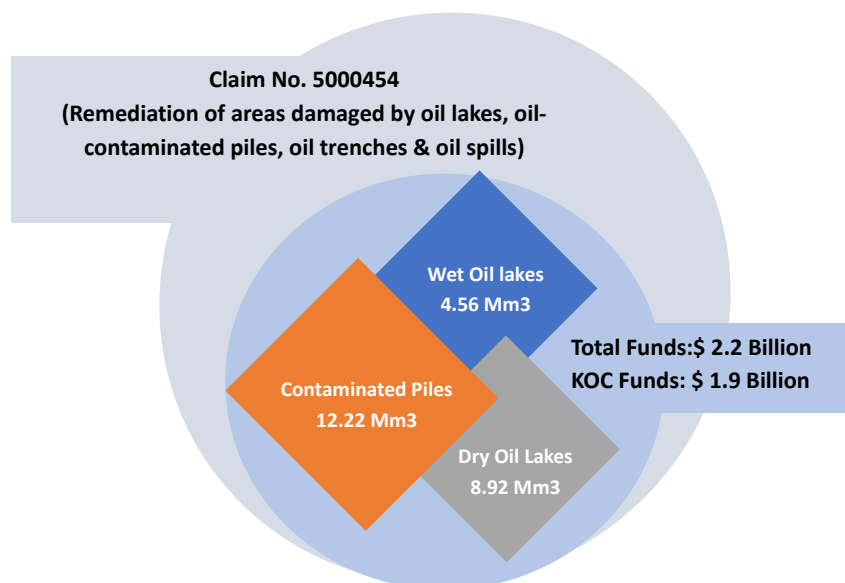 Claim No. 5000454
(Remediation of areas damaged by oil lakes, oil-
contaminated piles, oil trenches & oil spills)
Wet Oil lakes
4.56 Mm3
Total Funds:$ 2.2 Billion
KOC Funds: $ 1.9 Billion
Contaminated Piles
12.22 Mm3
Dry Oil Lakes
8.92 Mm3